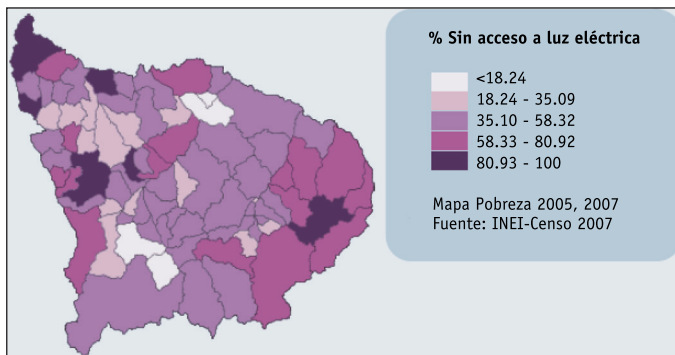 % Sin acceso a luz eléctrica
<18.24
18.24 - 35.09
35.10 - 58.32
58.33 - 80.92
80.93 - 100
Mapa Pobreza 2005, 2007
Fuente: INEI-Censo 2007